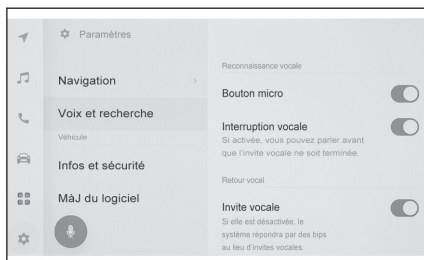 Paramètres
Navigation
Voix et recherche
Véhicule
Infos et sécurité
MàJ du logiciel
Reconnaissance vocale
Bouton micro
Interruption vocale
Si activée, vous pouvez parler avant
que l'invite vocale ne soit terminée.
Retour vocal
Invite vocale
Si elle est désactivée, le
système répondra par des bips
au lieu d'invites vocales.